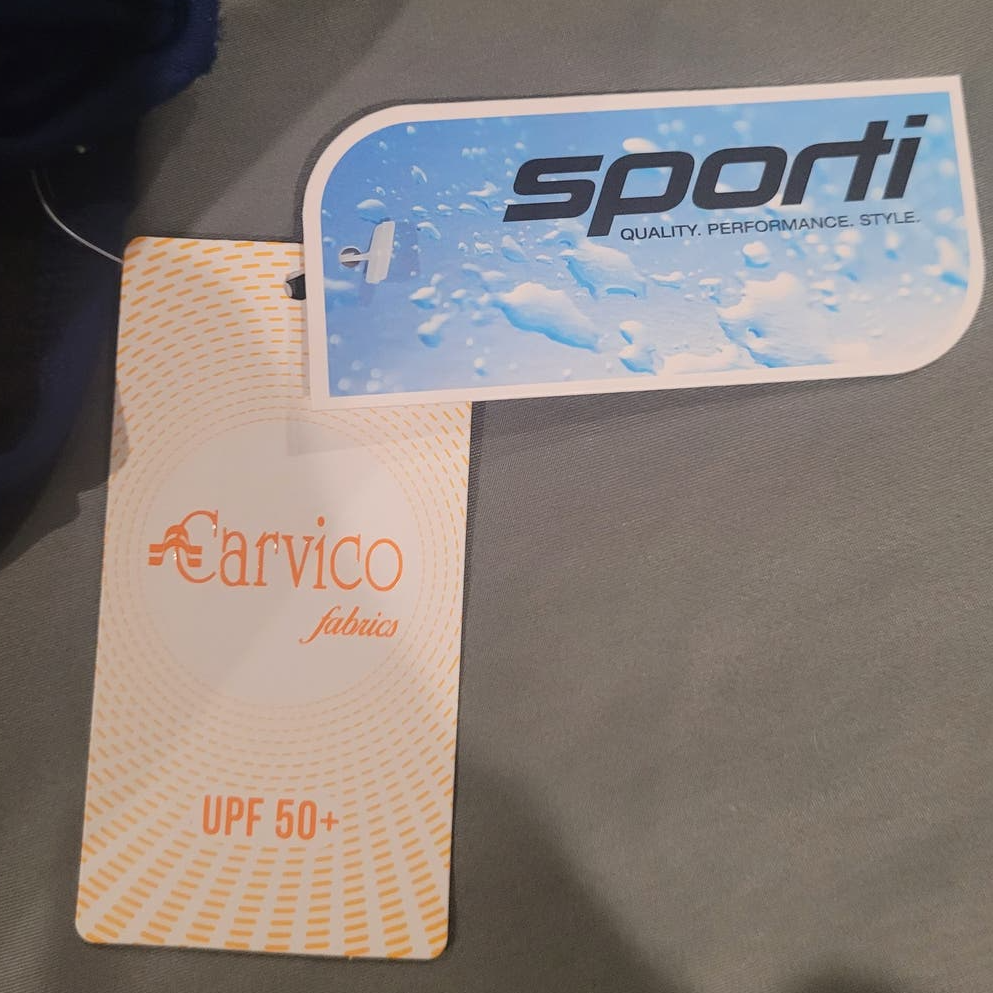 sporti
QUALITY. PERFORMANCE. STYLE.
Carvico
fabrics
UPF 50+